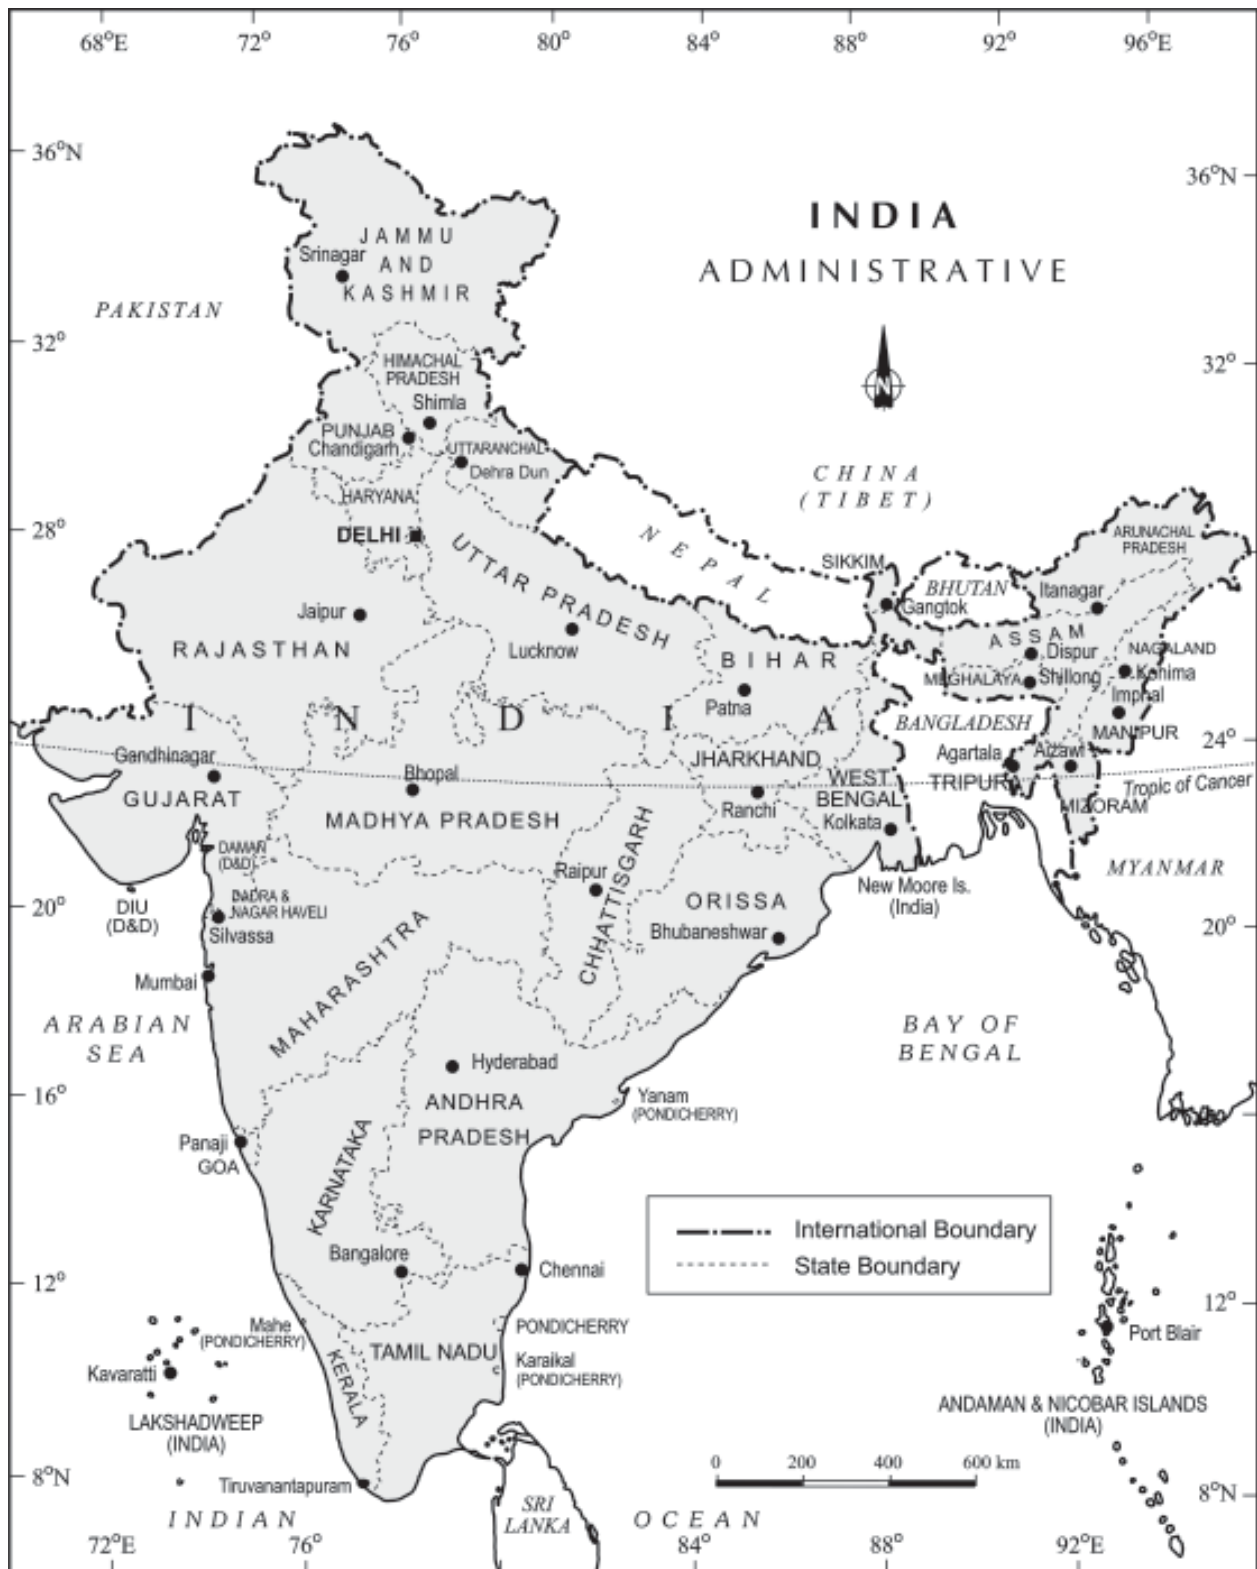 68°E 72° 76° 80° 84° 88° 92° 96°E
36°N
36°N
INDIA
ADMINISTRATIVE
JAMMU
AND
KASHMIR
Srinagar
PAKISTAN
32°
32°
HIMACHAL
PRADESH
Shimla
PUNJAB
Chandigarh
UTTARANCHAL
Dehra Dun
HARYANA
DELHI
N
CHINA
(TIBET)
28°
28°
NEPAL
SIKKIM
BHUTAN
Gangtok
ARUNACHAL
PRADESH
Itanagar
UTTAR PRADESH
Lucknow
Jaipur
RAJASTHAN
BIHAR
Patna
ASSAM
Dispur
NAGALAND
Kohima
MEGHALAYA
Shillong
Imphal
MANIPUR
INDIA
BANGLADESH
Agartala
Aizawl
TRIPURA
MIZORAM
24°
Tropic of Cancer
Gandhinagar
GUJARAT
Bhopal
MADHYA PRADESH
JHARKHAND
Ranchi
WEST
BENGAL
Kolkata
MYANMAR
DAMAN
(D&D)
DIU
(D&D)
DADRA &
NAGAR HAVELI
Silvassa
Raipur
CHHATTISGARH
ORISSA
Bhubaneshwar
New Moore Is.
(India)
20°
20°
Mumbai
MAHARASHTRA
ARABIAN
SEA
BAY OF
BENGAL
Hyderabad
ANDHRA
PRADESH
Yanam
(PONDICHERRY)
16°
Panaji
GOA
KARNATAKA
International Boundary
State Boundary
Bangalore
Chennai
12°
12°
Mahe
(PONDICHERRY)
PONDICHERRY
TAMIL NADU
Karaikal
(PONDICHERRY)
KERALA
Kavaratti
LAKSHADWEEP
(INDIA)
Port Blair
ANDAMAN & NICOBAR ISLANDS
(INDIA)
Tiruvanantapuram
0 200 400 600 km
8°N
8°N
SRI
LANKA
INDIAN OCEAN
72°E 76° 84° 88° 92°E